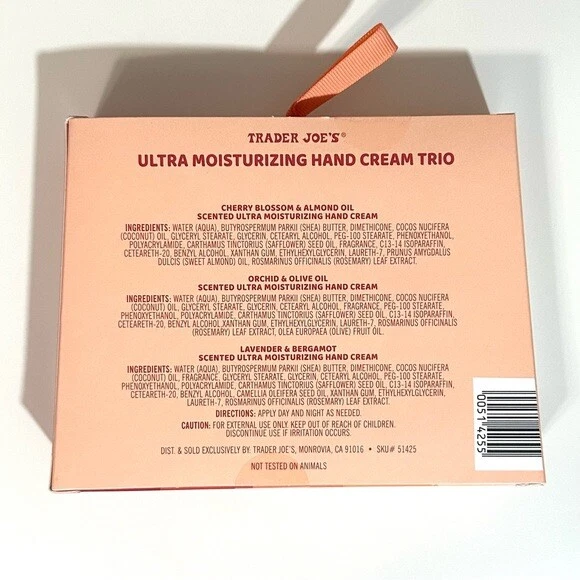 TRADER JOE'S®
ULTRA MOISTURIZING HAND CREAM TRIO
CHERRY BLOSSOM & ALMOND OIL
SCENTED ULTRA MOISTURIZING HAND CREAM
INGREDIENTS: WATER (AQUA), BUTYROSPERMUM PARKII (SHEA) BUTTER, DIMETHICONE, COCOS NUCIFERA
(COCONUT) OIL, GLYCERYL STEARATE, GLYCERIN, CETEARYL ALCOHOL, PEG-100 STEARATE, PHENOXYETHANOL,
POLYACRYLAMIDE, CARTHAMUS TINCTORIUS (SAFFLOWER) SEED OIL, FRAGRANCE, C13-14 ISOPARAFFIN,
CETEARETH-20, BENZYL ALCOHOL, XANTHAN GUM, ETHYLHEXYLGLYCERIN, LAURETH-7, PRUNUS AMYGDALUS
DULCIS (SWEET ALMOND) OIL, ROSMARINUS OFFICINALIS (ROSEMARY) LEAF EXTRACT.
ORCHID & OLIVE OIL
SCENTED ULTRA MOISTURIZING HAND CREAM
INGREDIENTS: WATER (AQUA), BUTYROSPERMUM PARKII (SHEA) BUTTER, DIMETHICONE, COCOS NUCIFERA
(COCONUT) OIL, GLYCERYL STEARATE, GLYCERIN, CETEARYL ALCOHOL, FRAGRANCE, PEG-100 STEARATE,
PHENOXYETHANOL, POLYACRYLAMIDE, CARTHAMUS TINCTORIUS (SAFFLOWER) SEED OIL, C13-14 ISOPARAFFIN,
CETEARETH-20, BENZYL ALCOHOL, XANTHAN GUM, ETHYLHEXYLGLYCERIN, LAURETH-7, ROSMARINUS OFFICINALIS
(ROSEMARY) LEAF EXTRACT, OLEA EUROPAEA (OLIVE) FRUIT OIL.
LAVENDER & BERGAMOT
SCENTED ULTRA MOISTURIZING HAND CREAM
INGREDIENTS: WATER (AQUA), BUTYROSPERMUM PARKII (SHEA) BUTTER, DIMETHICONE, COCOS NUCIFERA
(COCONUT) OIL, FRAGRANCE, GLYCERYL STEARATE, GLYCERIN, CETEARYL ALCOHOL, PEG-100 STEARATE,
PHENOXYETHANOL, POLYACRYLAMIDE, CARTHAMUS TINCTORIUS (SAFFLOWER) SEED OIL, C13-14 ISOPARAFFIN,
CETEARETH-20, BENZYL ALCOHOL, CAMELLIA OLEIFERA SEED OIL, XANTHAN GUM, ETHYLHEXYLGLYCERIN,
LAURETH-7, ROSMARINUS OFFICINALIS (ROSEMARY) LEAF EXTRACT.
DIRECTIONS: APPLY DAY AND NIGHT AS NEEDED.
CAUTION: FOR EXTERNAL USE ONLY. KEEP OUT OF REACH OF CHILDREN.
DISCONTINUE USE IF IRRITATION OCCURS.
DIST. & SOLD EXCLUSIVELY BY: TRADER JOE'S, MONROVIA, CA 91016 • SKU# 51425
NOT TESTED ON ANIMALS
0051 4255